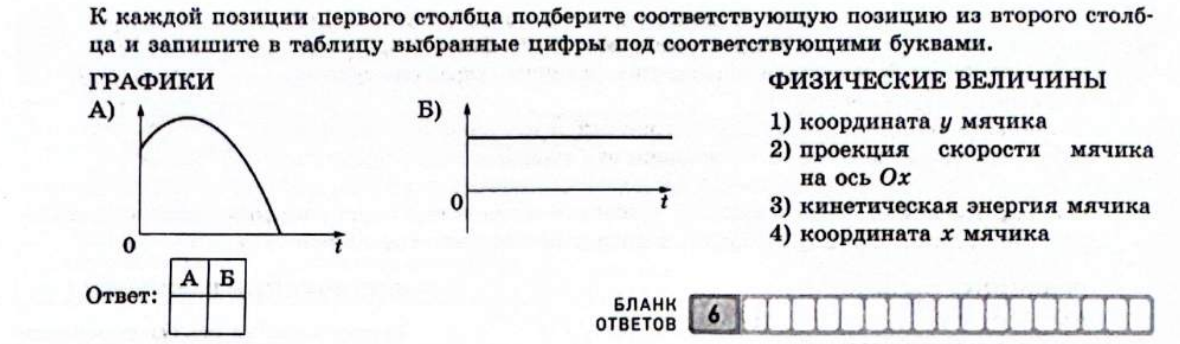 К каждой позиции первого столбца подберите соответствующую позицию из второго столб-
ца и запишите в таблицу выбранные цифры под соответствующими буквами.
ГРАФИКИ
ФИЗИЧЕСКИЕ ВЕЛИЧИНЫ
А)
0
t
Б)
0
t
1) координата y мячика
2) проекция скорости мячика
на ось Ox
3) кинетическая энергия мячика
4) координата x мячика
Ответ:
А Б
БЛАНК
ОТВЕТОВ
6